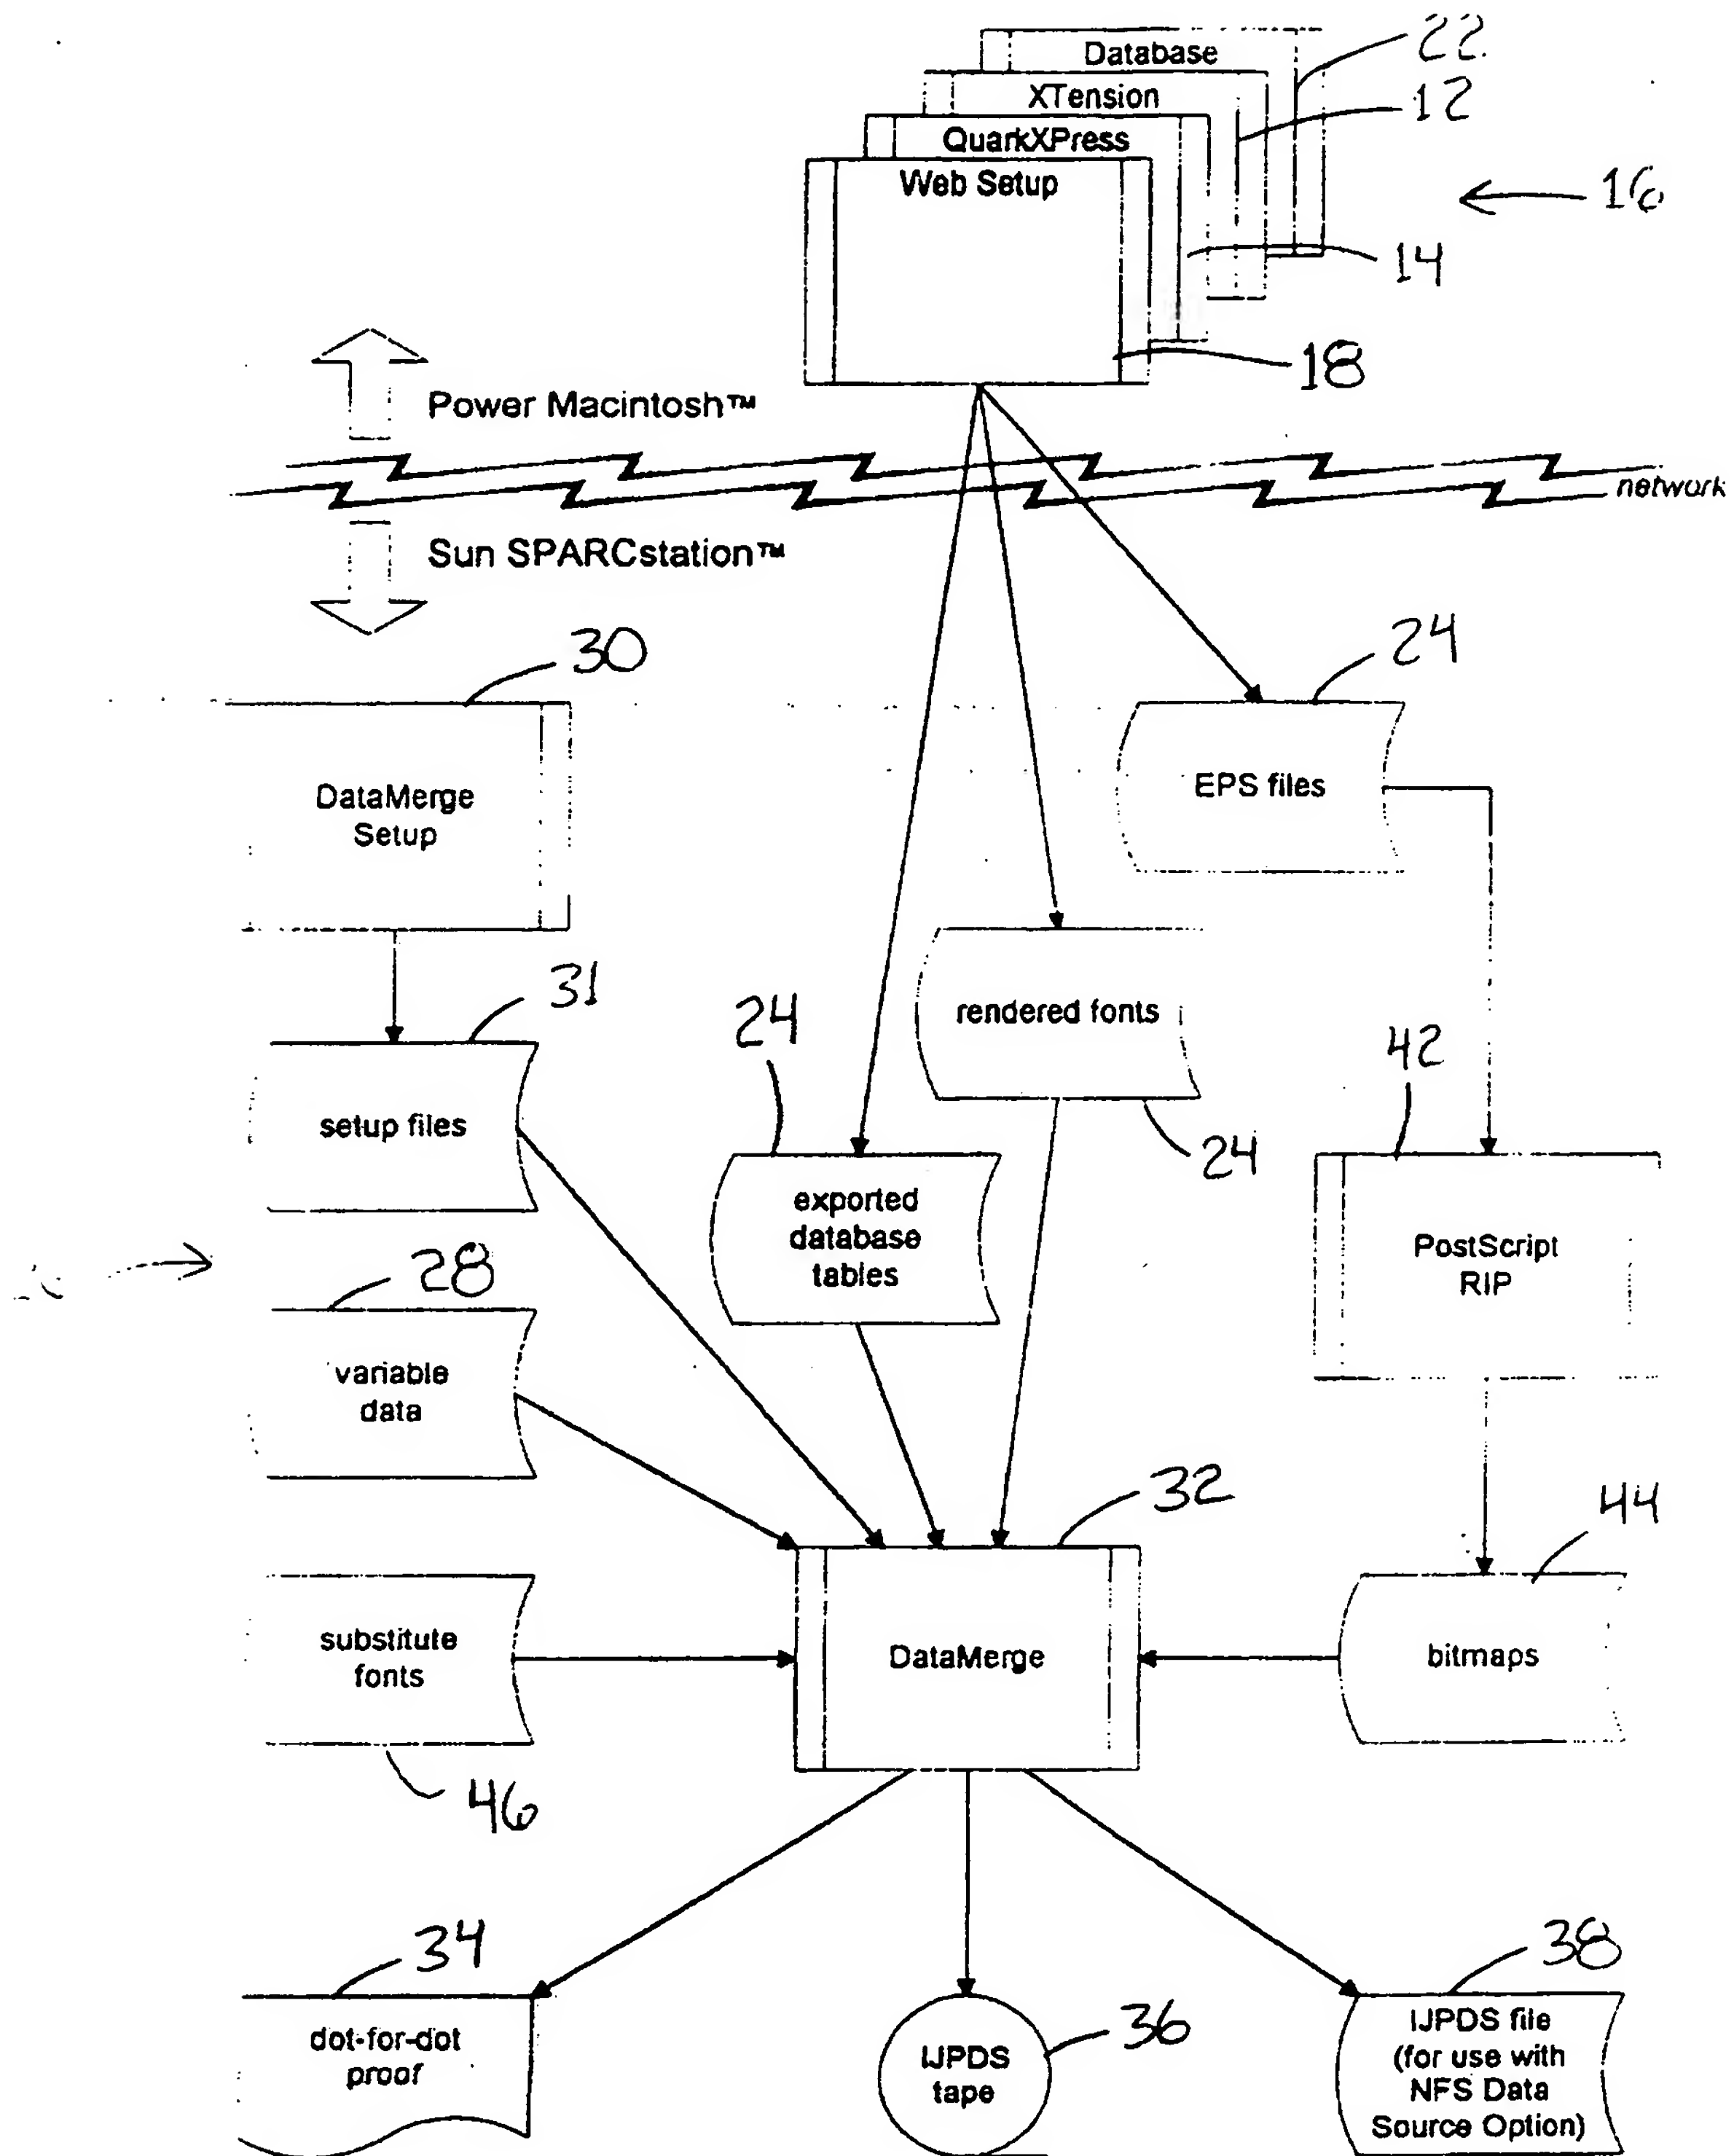 Database
22
XTension
12
QuarkXPress
Web Setup
16
14
18
Power Macintosh™
network
Sun SPARCstation™
30
24
DataMerge
Setup
EPS files
31
rendered fonts
24
42
setup files
24
exported
database
tables
PostScript
RIP
28
variable
data
32
44
substitute
fonts
DataMerge
bitmaps
46
34
38
dot-for-dot
proof
36
IJPDS
tape
IJPDS file
(for use with
NFS Data
Source Option)